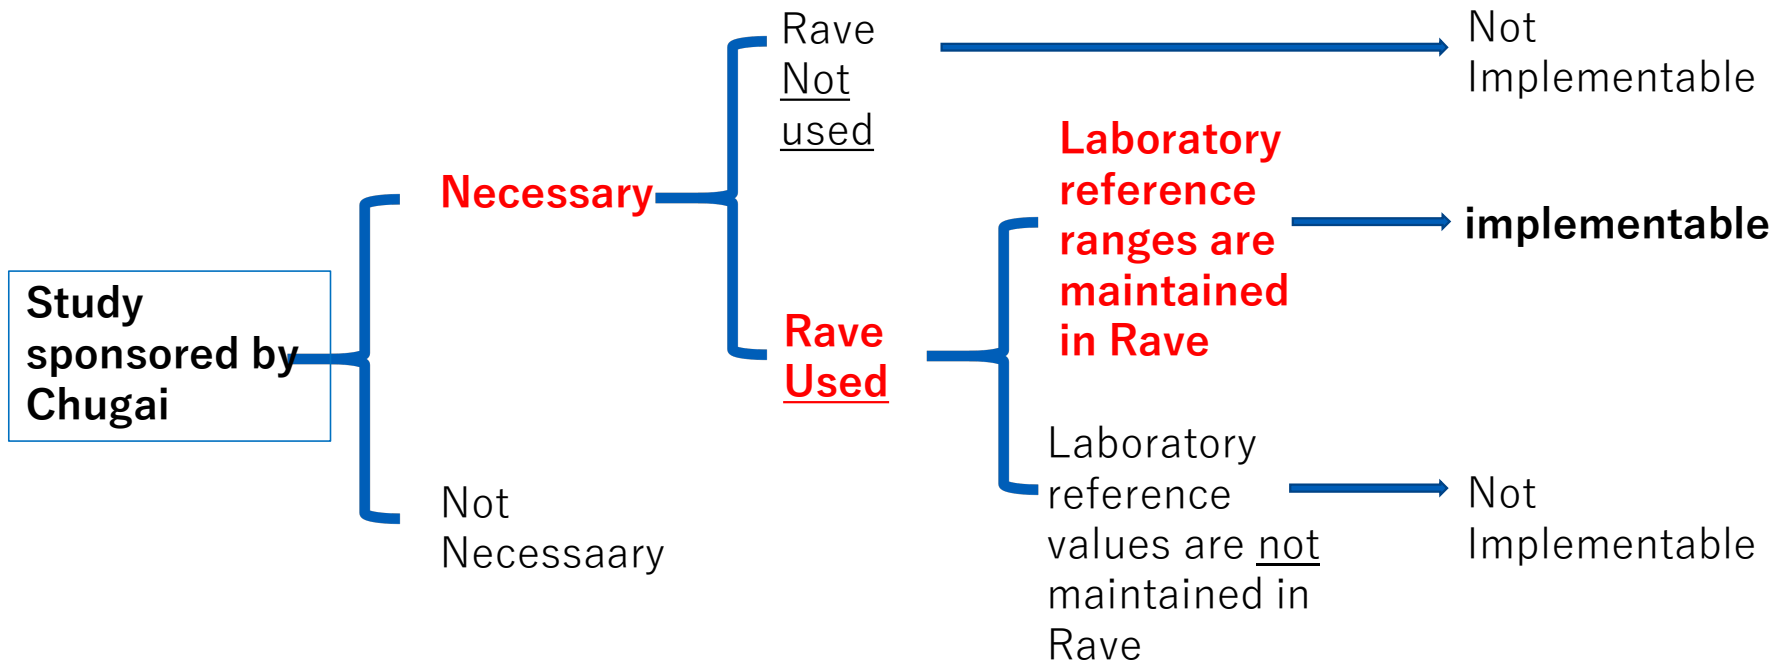 Study
sponsored by
Chugai
Necessary
Not
Necessaary
Rave
Not
used
Rave
Used
Laboratory
reference
ranges are
maintained
in Rave
Laboratory
reference
values are not
maintained in
Rave
Not
Implementable
implementable
Not
Implementable